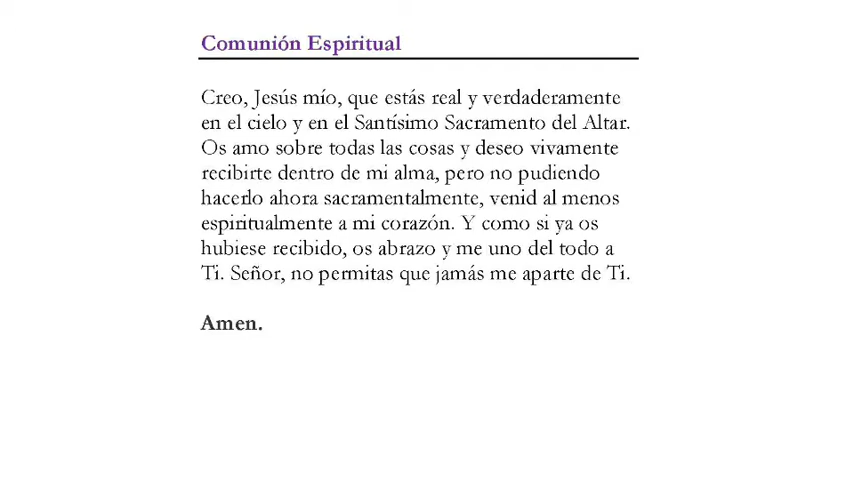 Comunión Espiritual
Creo, Jesús mío, que estás real y verdaderamente
en el cielo y en el Santísimo Sacramento del Altar.
Os amo sobre todas las cosas y deseo vivamente
recibirte dentro de mi alma, pero no pudiendo
hacerlo ahora sacramentalmente, venid al menos
espiritualmente a mi corazón. Y como si ya os
hubiese recibido, os abrazo y me uno del todo a
Ti. Señor, no permitas que jamás me aparte de Ti.
Amen.